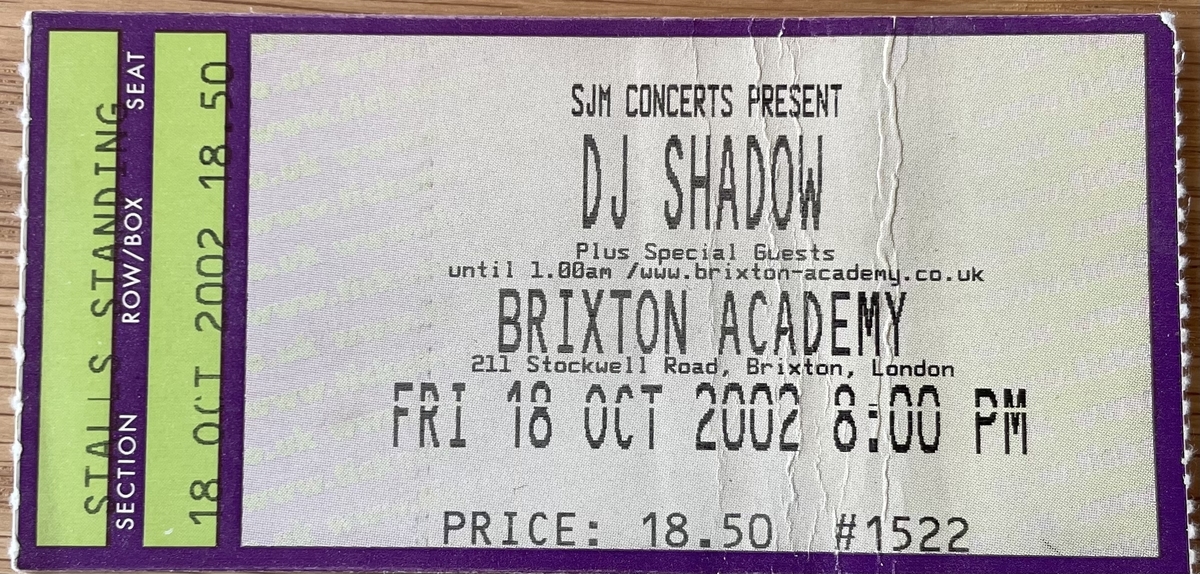 STALLS STANDING
SECTION ROW/BOX SEAT
18 OCT 2002 18.50
SJM CONCERTS PRESENT
DJ SHADOW
Plus Special Guests
until 1.00am /www.brixton-academy.co.uk
BRIXTON ACADEMY
211 Stockwell Road, Brixton, London
FRI 18 OCT 2002 8:00 PM
PRICE: 18.50 #1522